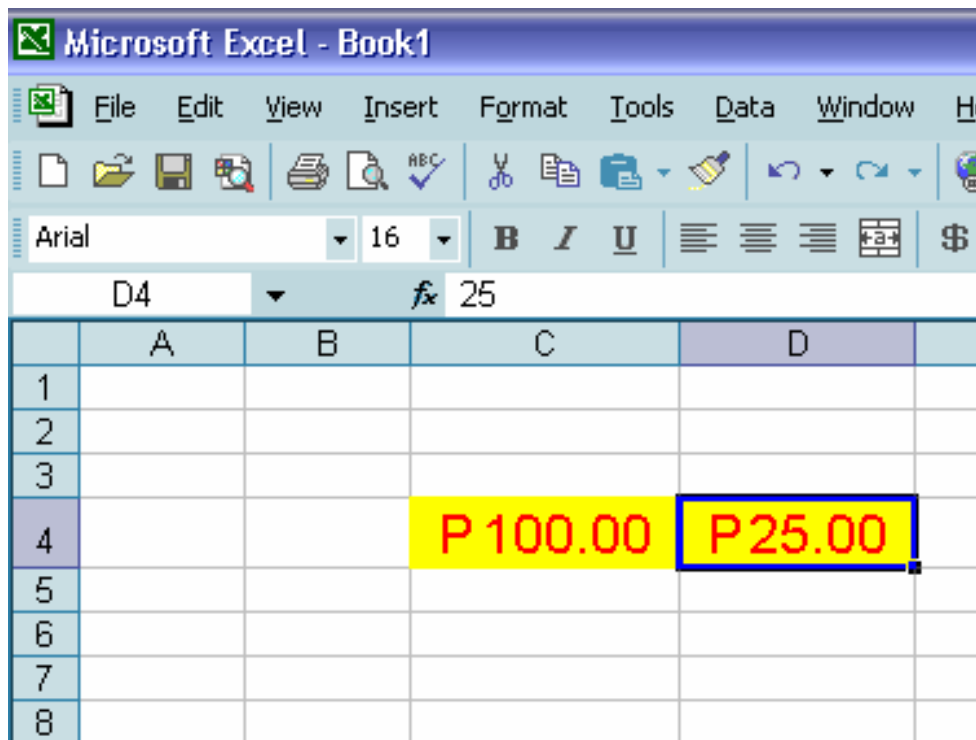 Microsoft Excel - Book1
File Edit View Insert Format Tools Data Window
ABC
Arial 16 B I U a $
D4 fx 25
A B C D
1
2
3
4 P 100.00 P 25.00
5
6
7
8